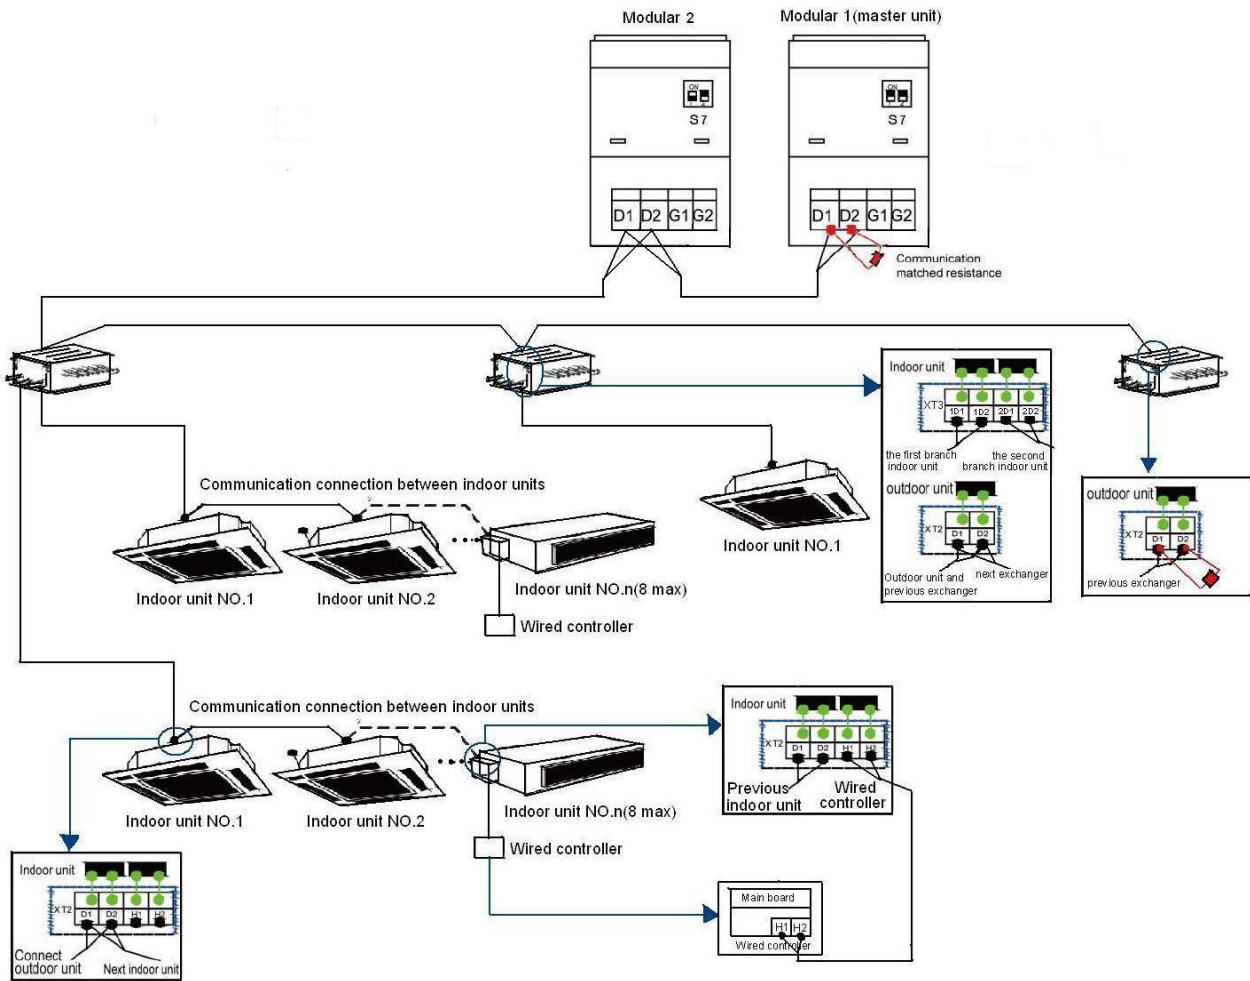 Modular 2
Modular 1(master unit)
ON
1 2
S7
ON
1 2
S7
D1 D2 G1 G2
D1 D2 G1 G2
Communication
matched resistance
Indoor unit
XT3
1D1 1D2 2D1 2D2
the first branch
indoor unit
the second
branch indoor unit
outdoor unit
XT2
D1 D2
Outdoor unit and
previous exchanger
next exchanger
outdoor unit
XT2
D1 D2
previous exchanger
Communication connection between indoor units
Indoor unit NO.1
Indoor unit NO.1
Indoor unit NO.2
Indoor unit NO.n(8 max)
Wired controller
Communication connection between indoor units
Indoor unit NO.1
Indoor unit NO.2
Indoor unit NO.n(8 max)
Wired controller
Indoor unit
XT2
D1 D2 H1 H2
Previous
indoor unit
Wired
controller
Indoor unit
XT2
D1 D2 H1 H2
Connect
outdoor unit
Next indoor unit
Main board
H1 H2
Wired controller